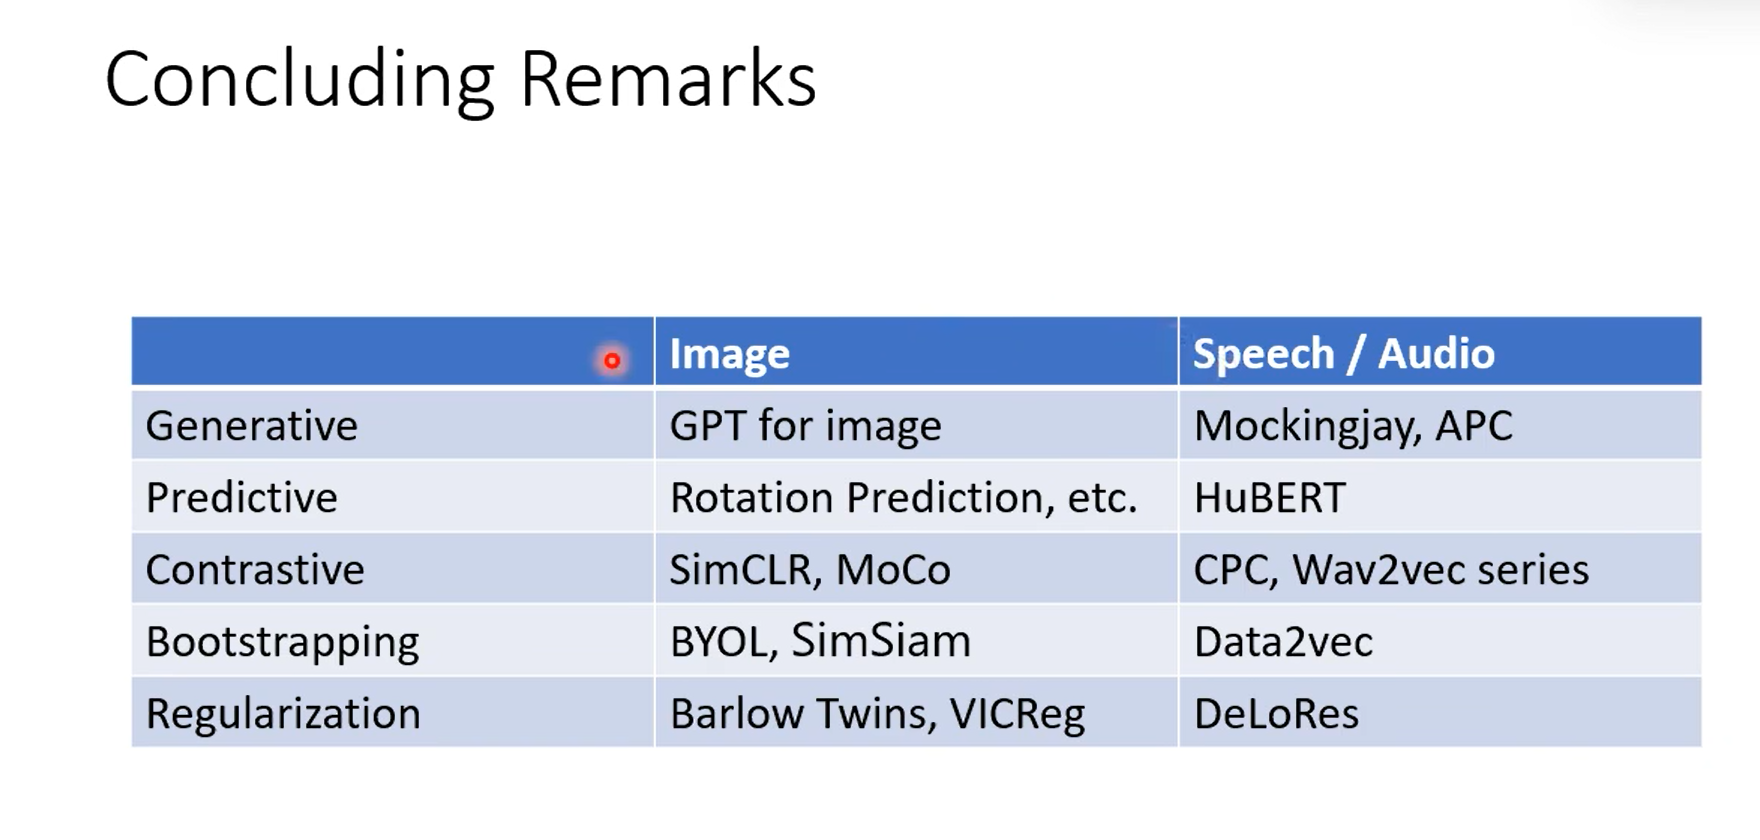 Concluding Remarks
Image Speech / Audio
Generative GPT for image Mockingjay, APC
Predictive Rotation Prediction, etc. HuBERT
Contrastive SimCLR, MoCo CPC, Wav2vec series
Bootstrapping BYOL, SimSiam Data2vec
Regularization Barlow Twins, VICReg DeLoRes